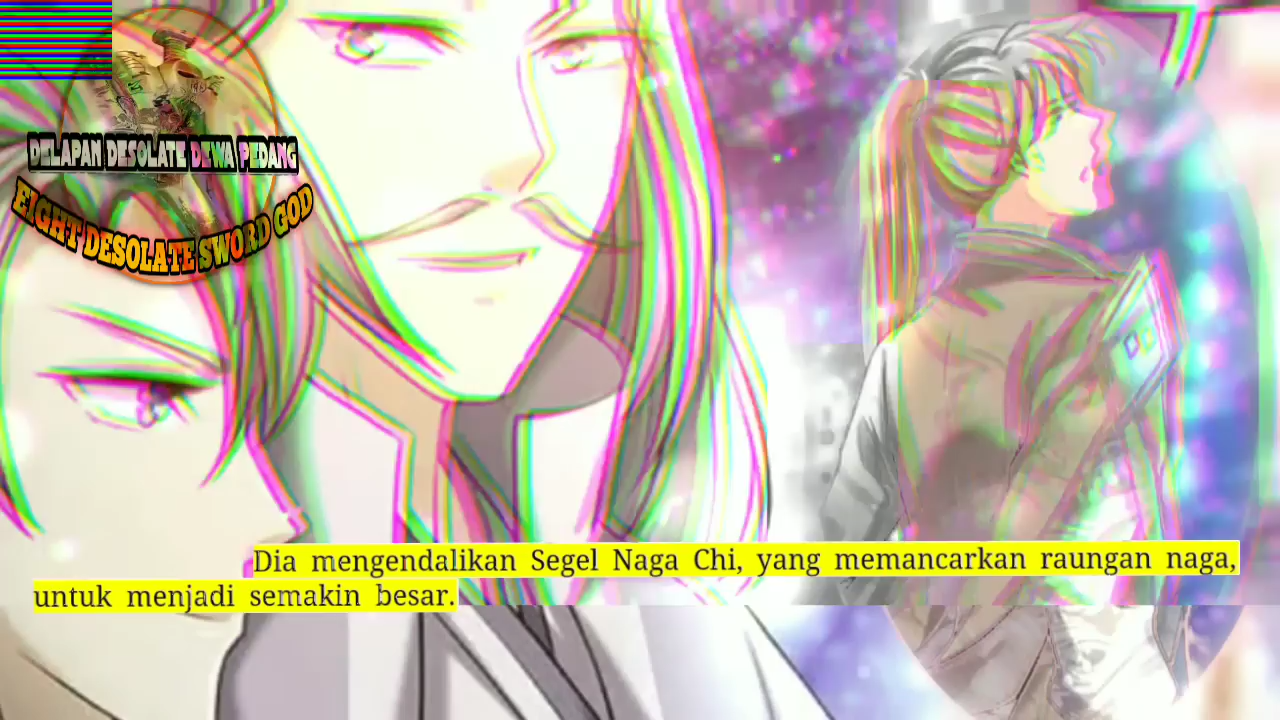 DELAPAN DESOLATE DEWA PEDANG
EIGHT DESOLATE SWORD GOD
Dia mengendalikan Segel Naga Chi, yang memancarkan raungan naga,
untuk menjadi semakin besar.